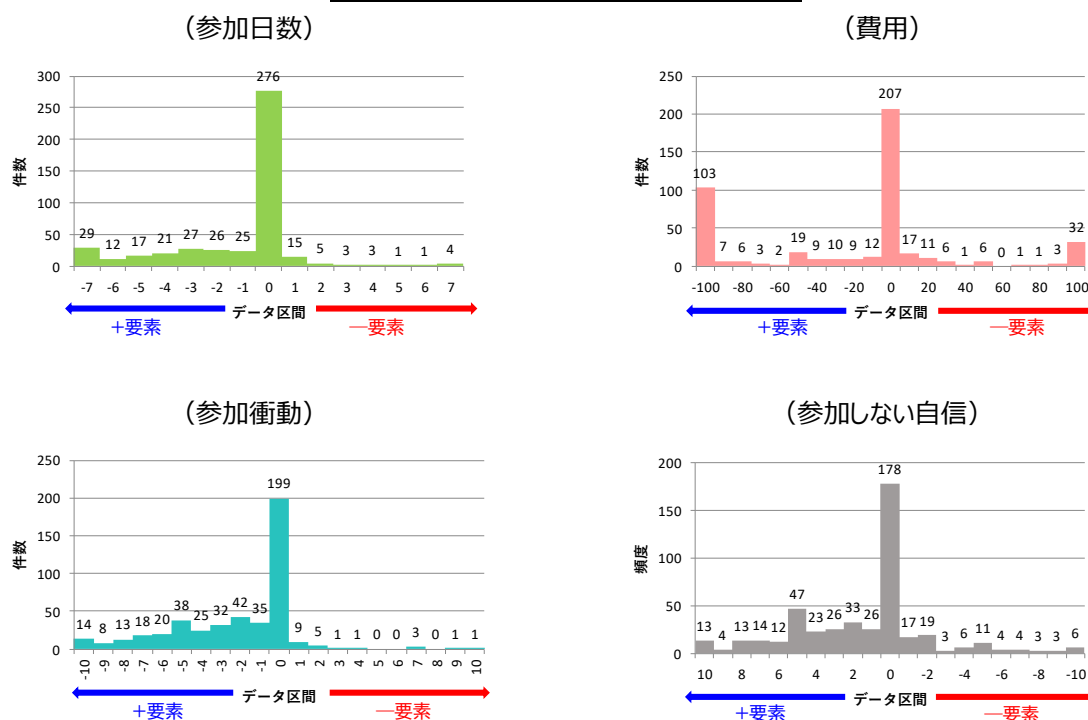 （参加日数）
300
250
200
150
100
50
0
件数
29 12 17 21 27 26 25 276 15 5 3 3 1 1 4
-7 -6 -5 -4 -3 -2 -1 0 1 2 3 4 5 6 7
データ区間
+要素
―要素
（費用）
250
200
150
100
50
0
件数
103 7 6 3 2 19 9 10 9 12 207 17 11 6 1 6 0 1 1 3 32
-100 -80 -60 -40 -20 0 20 40 60 80 100
データ区間
+要素
―要素
（参加衝動）
250
200
150
100
50
0
件数
14 8 13 18 20 38 25 32 42 35 199 9 5 1 1 0 0 3 0 1 1
-10 -9 -8 -7 -6 -5 -4 -3 -2 -1 0 1 2 3 4 5 6 7 8 9 10
データ区間
+要素
―要素
（参加しない自信）
200
150
100
50
0
頻度
13 4 13 14 12 47 23 26 33 26 178 17 19 3 6 11 4 4 3 3 6
10 8 6 4 2 0 -2 -4 -6 -8 -10
データ区間
+要素
―要素